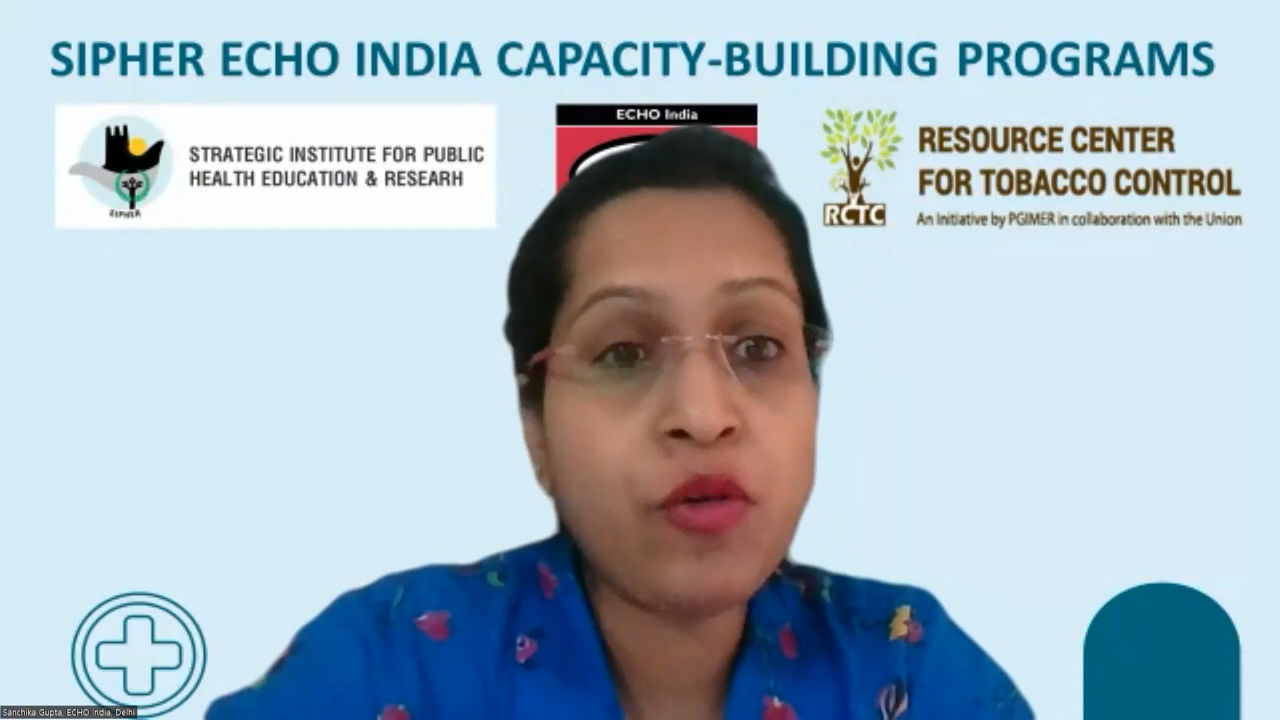 SIPHER ECHO INDIA CAPACITY-BUILDING PROGRAMS
STRATEGIC INSTITUTE FOR PUBLIC
HEALTH EDUCATION & RESEARH
SIPHER
ECHO India
RCTC
RESOURCE CENTER
FOR TOBACCO CONTROL
An Initiative by PGIMER in collaboration with the Union
Sanchika Gupta, ECHO India, Delhi